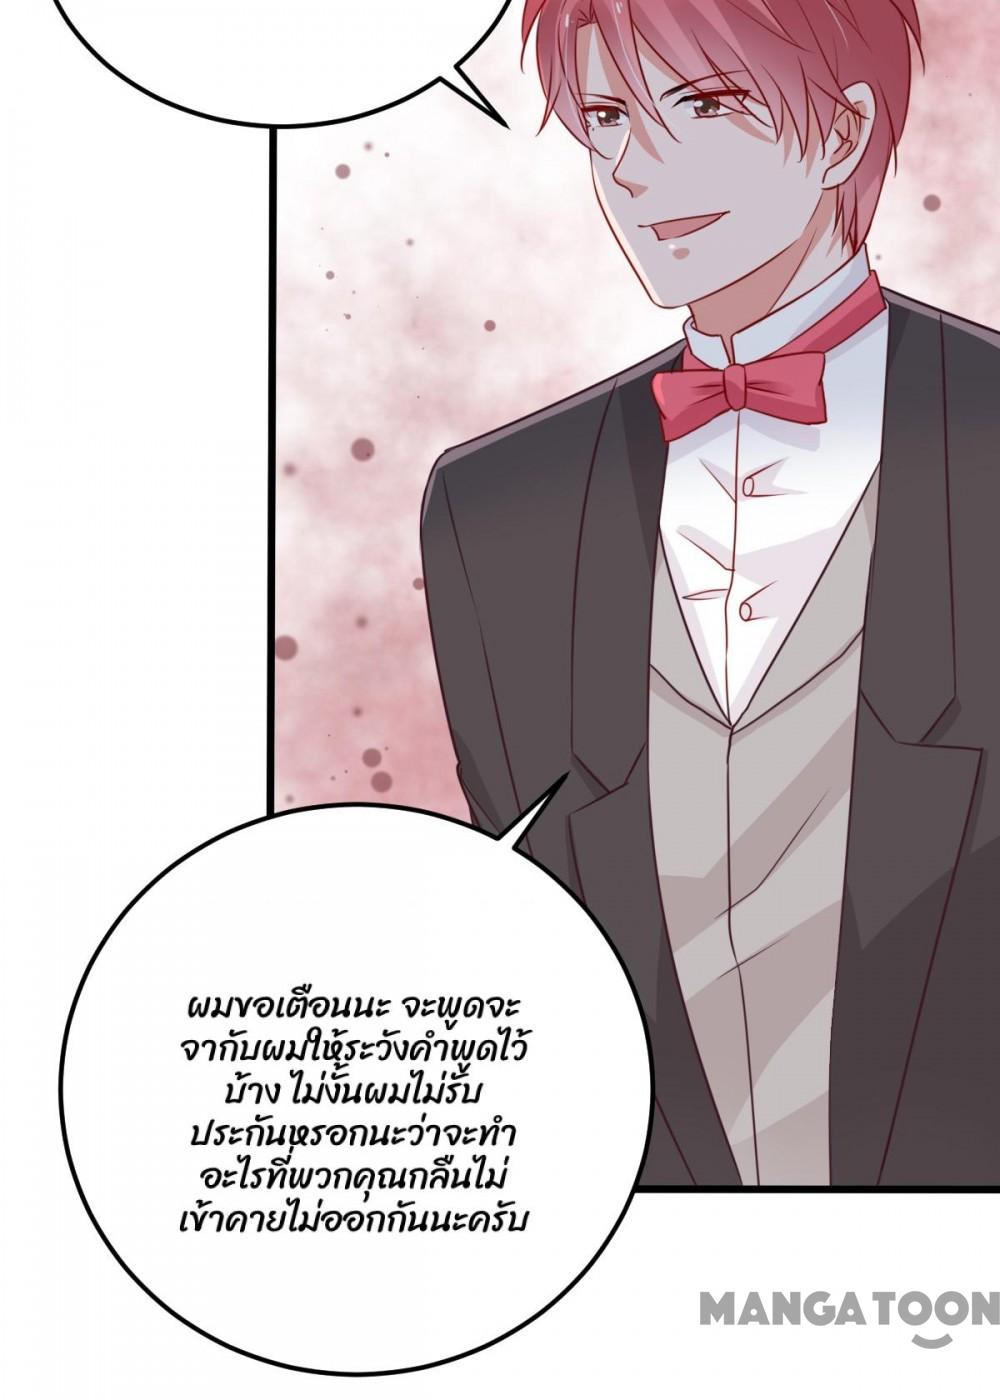 ผมขอเตือนนะ จะพูดจะ
จากับผมให้ระวังคำพูดไว้
บ้าง ไม่งั้นผมไม่รับ
ประกันหรอกนะว่าจะทำ
อะไรที่พวกคุณกลืนไม่
เข้าคายไม่ออกกันนะครับ
MANGATOON